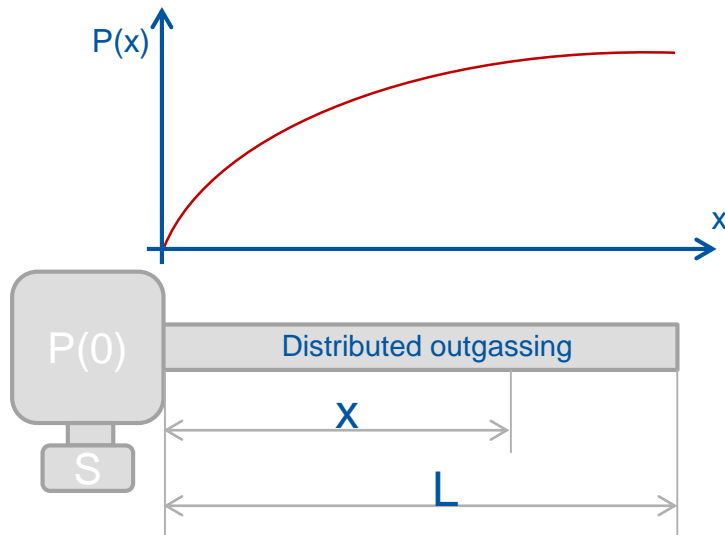 P(x)
x
P(0)
Distributed outgassing
x
S
L